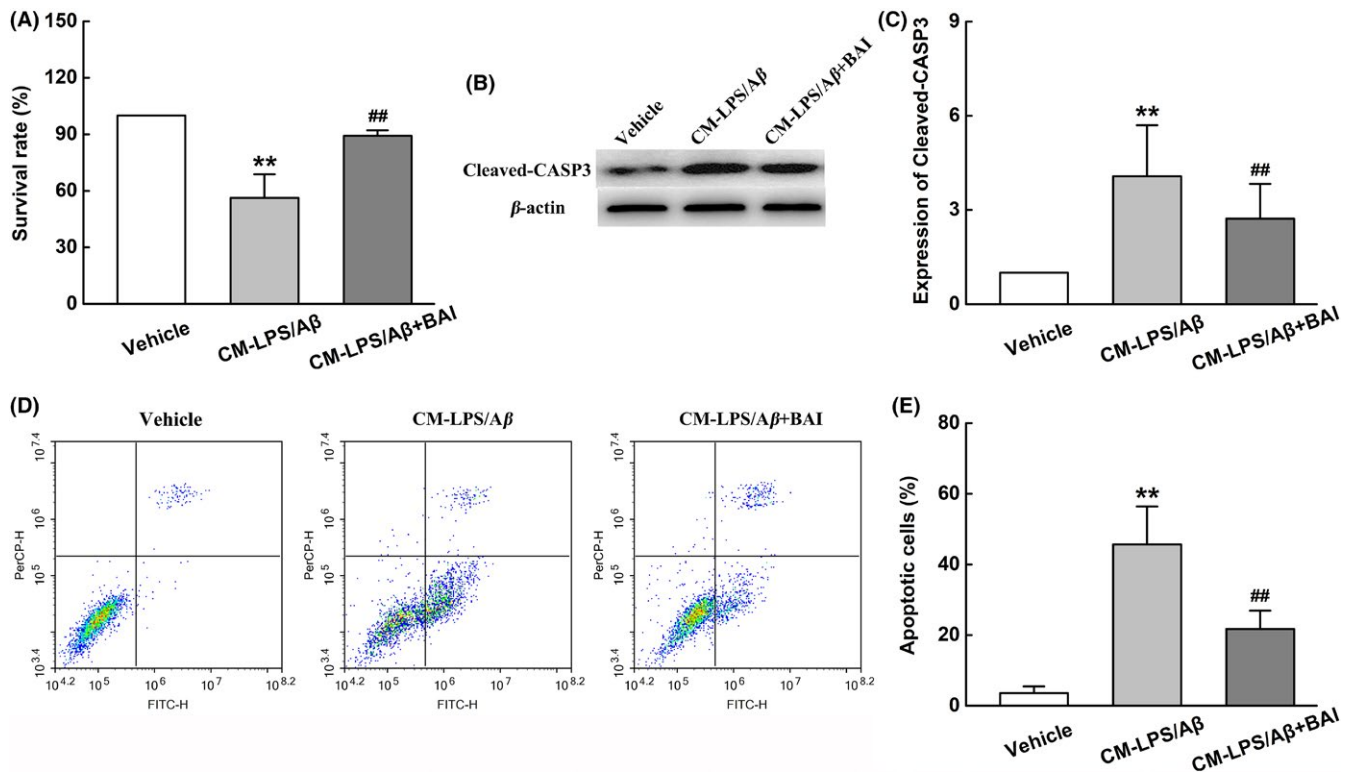 (A)
Survival rate (%)
150
120
90
60
30
0
**
##
Vehicle
CM-LPS/Aβ
CM-LPS/Aβ+BAI
(B)
Vehicle
CM-LPS/Aβ
CM-LPS/Aβ+BAI
Cleaved-CASP3
β-actin
(C)
Expression of Cleaved-CASP3
9
6
3
0
**
##
Vehicle
CM-LPS/Aβ
CM-LPS/Aβ+BAI
(D)
Vehicle
PerCP-H
10^7.4
10^6
10^5
10^3.4
10^4.2 10^5 10^6 10^7 10^8.2
FITC-H
CM-LPS/Aβ
PerCP-H
10^7.4
10^6
10^5
10^3.4
10^4.2 10^5 10^6 10^7 10^8.2
FITC-H
CM-LPS/Aβ+BAI
PerCP-H
10^7.4
10^6
10^5
10^3.4
10^4.2 10^5 10^6 10^7 10^8.2
FITC-H
(E)
Apoptotic cells (%)
80
60
40
20
0
**
##
Vehicle
CM-LPS/Aβ
CM-LPS/Aβ+BAI